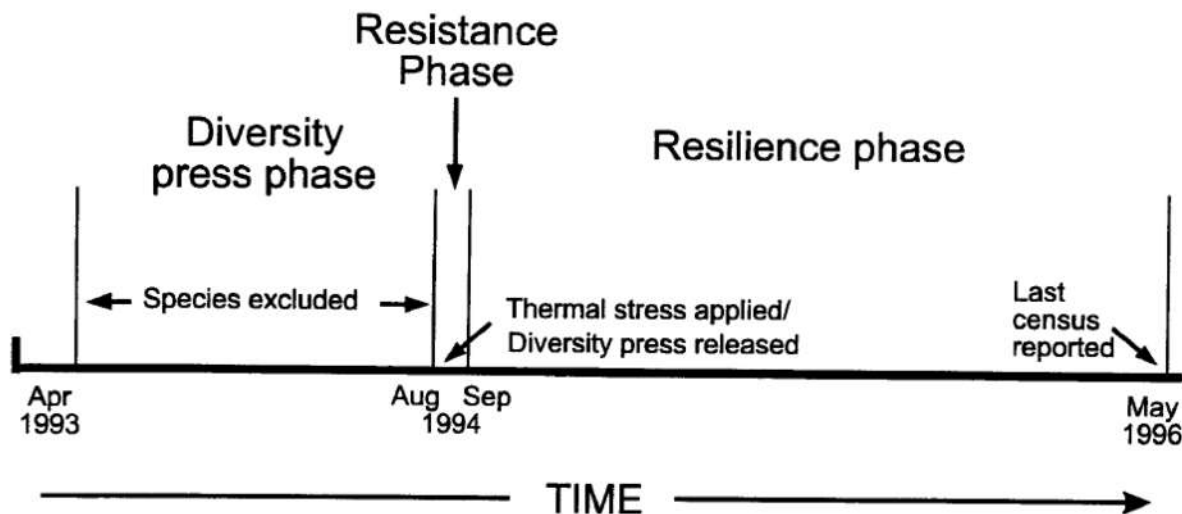 Resistance
Phase
Diversity
press phase
Resilience phase
Species excluded
Thermal stress applied/
Diversity press released
Last
census
reported
Apr
1993
Aug Sep
1994
May
1996
TIME